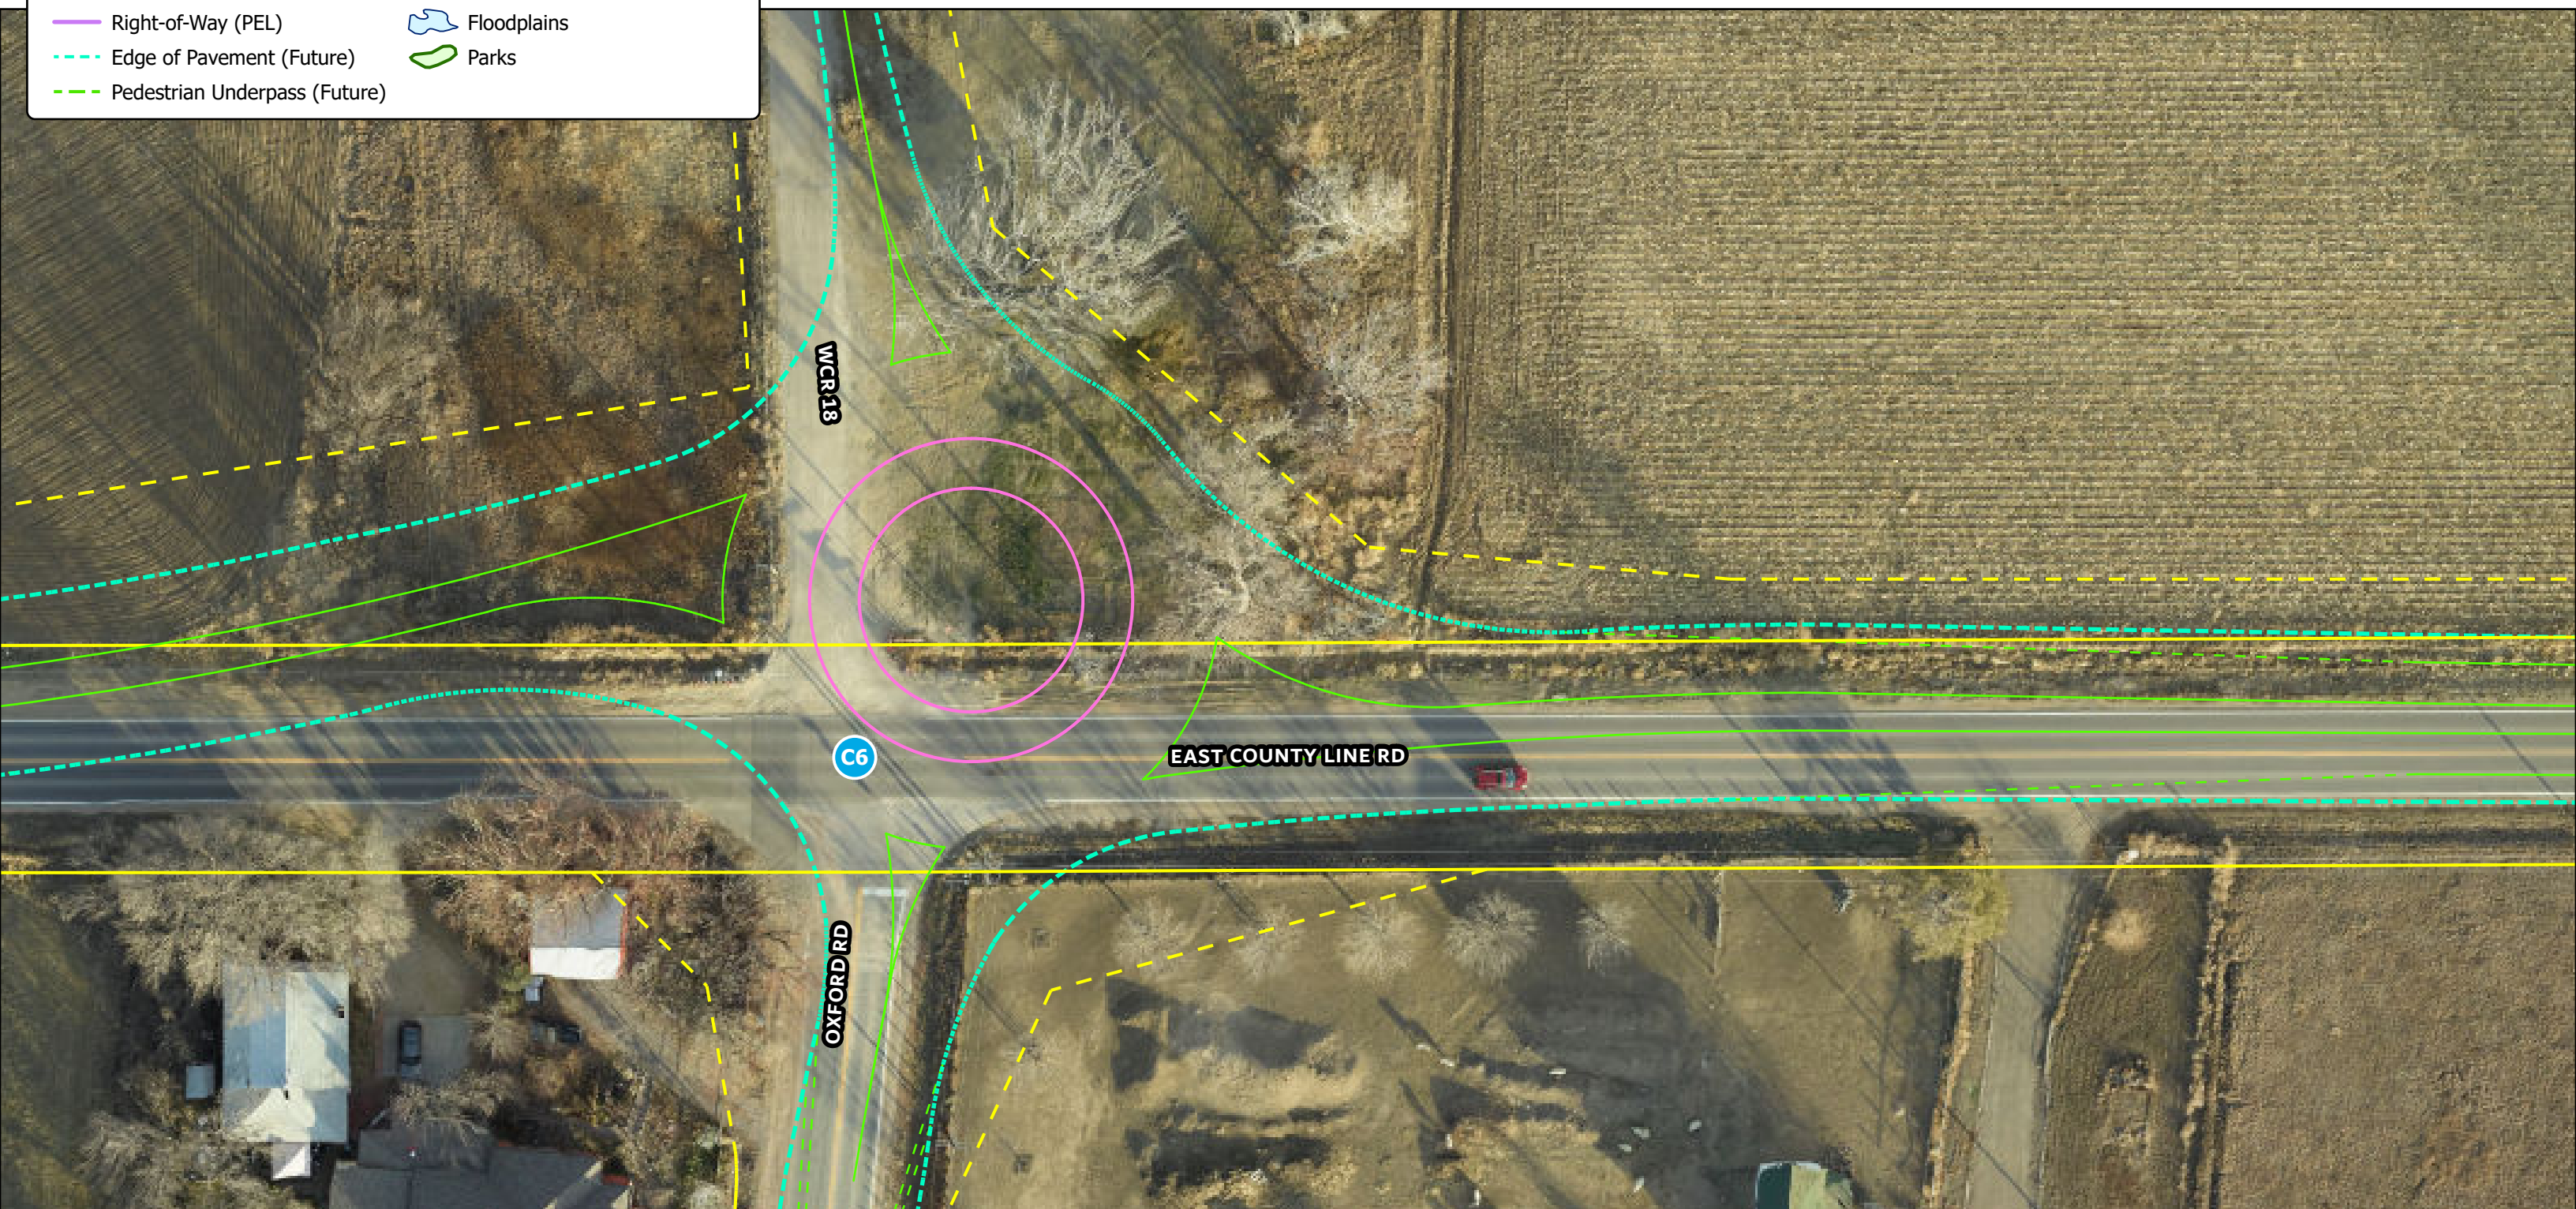 Right-of-Way (PEL)
Edge of Pavement (Future)
Pedestrian Underpass (Future)
Floodplains
Parks
WCR 18
C6
EAST COUNTY LINE RD
OXFORD RD